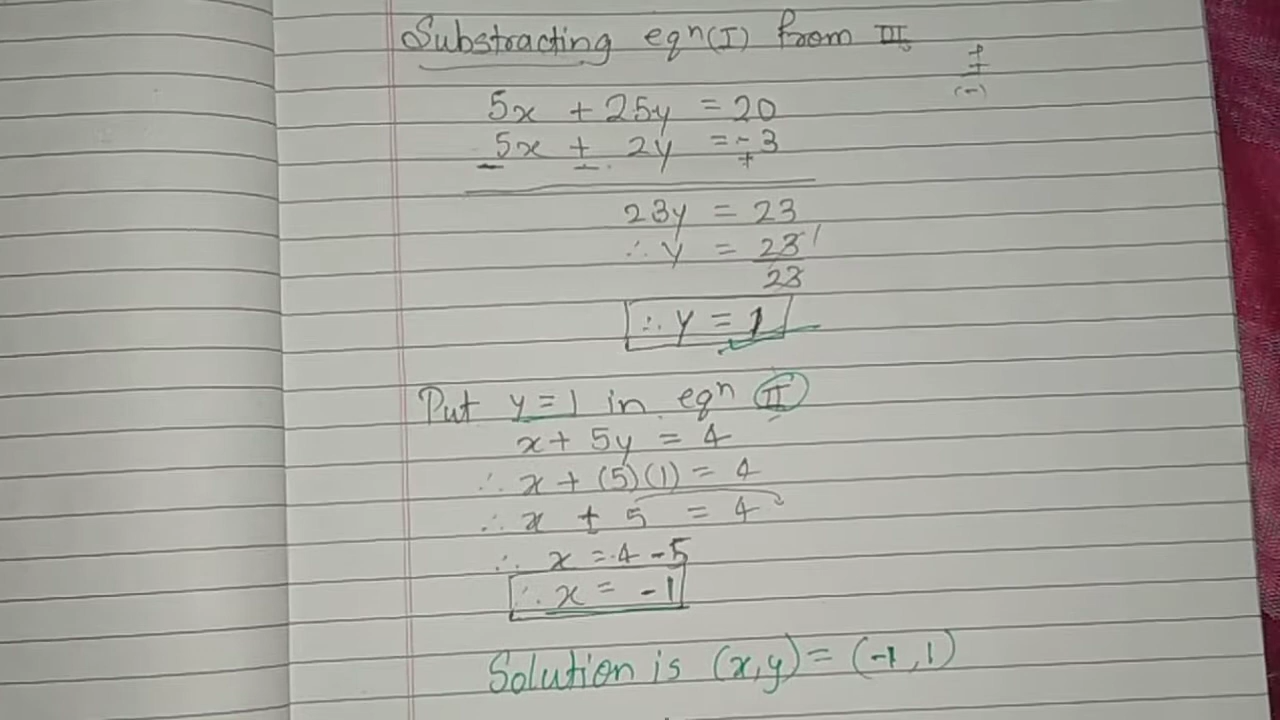 Substracting eqn(I) from III
+
+
(-)
5x + 25y = 20
5x + 2y = -3
- - +
23y = 23
∴ y = 23 1
23
∴ y = 1
Put y = 1 in eqn II
x + 5y = 4
∴ x + (5)(1) = 4
∴ x + 5 = 4
∴ x = 4 - 5
∴ x = -1
Solution is (x,y) = (-1,1)